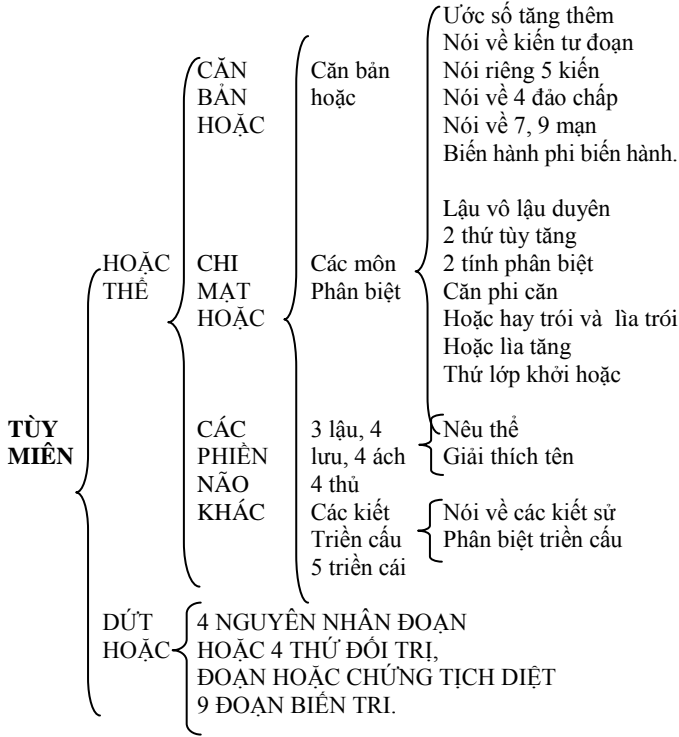 Ước số tăng thêm
Nói về kiến tư đoạn
CĂN Căn bản Nói riêng 5 kiến
BẢN hoặc Nói về 4 đảo chấp
HOẶC Nói về 7, 9 mạn
Biến hành phi biến hành.
Lậu vô lậu duyên
2 thứ tùy tăng
HOẶC CHI Các môn 2 tính phân biệt
THỂ MẠT Phân biệt Căn phi căn
HOẶC Hoặc hay trói và lìa trói
Hoặc lìa tăng
Thứ lớp khởi hoặc
TÙY CÁC 3 lậu, 4 Nêu thể
MIÊN PHIỀN lưu, 4 ách Giải thích tên
NÃO 4 thủ
KHÁC Các kiết Nói về các kiết sử
Triền cấu Phân biệt triền cấu
5 triền cái
DỨT 4 NGUYÊN NHÂN ĐOẠN
HOẶC HOẶC 4 THỨ ĐỐI TRỊ,
ĐOẠN HOẶC CHỨNG TỊCH DIỆT
9 ĐOẠN BIẾN TRI.